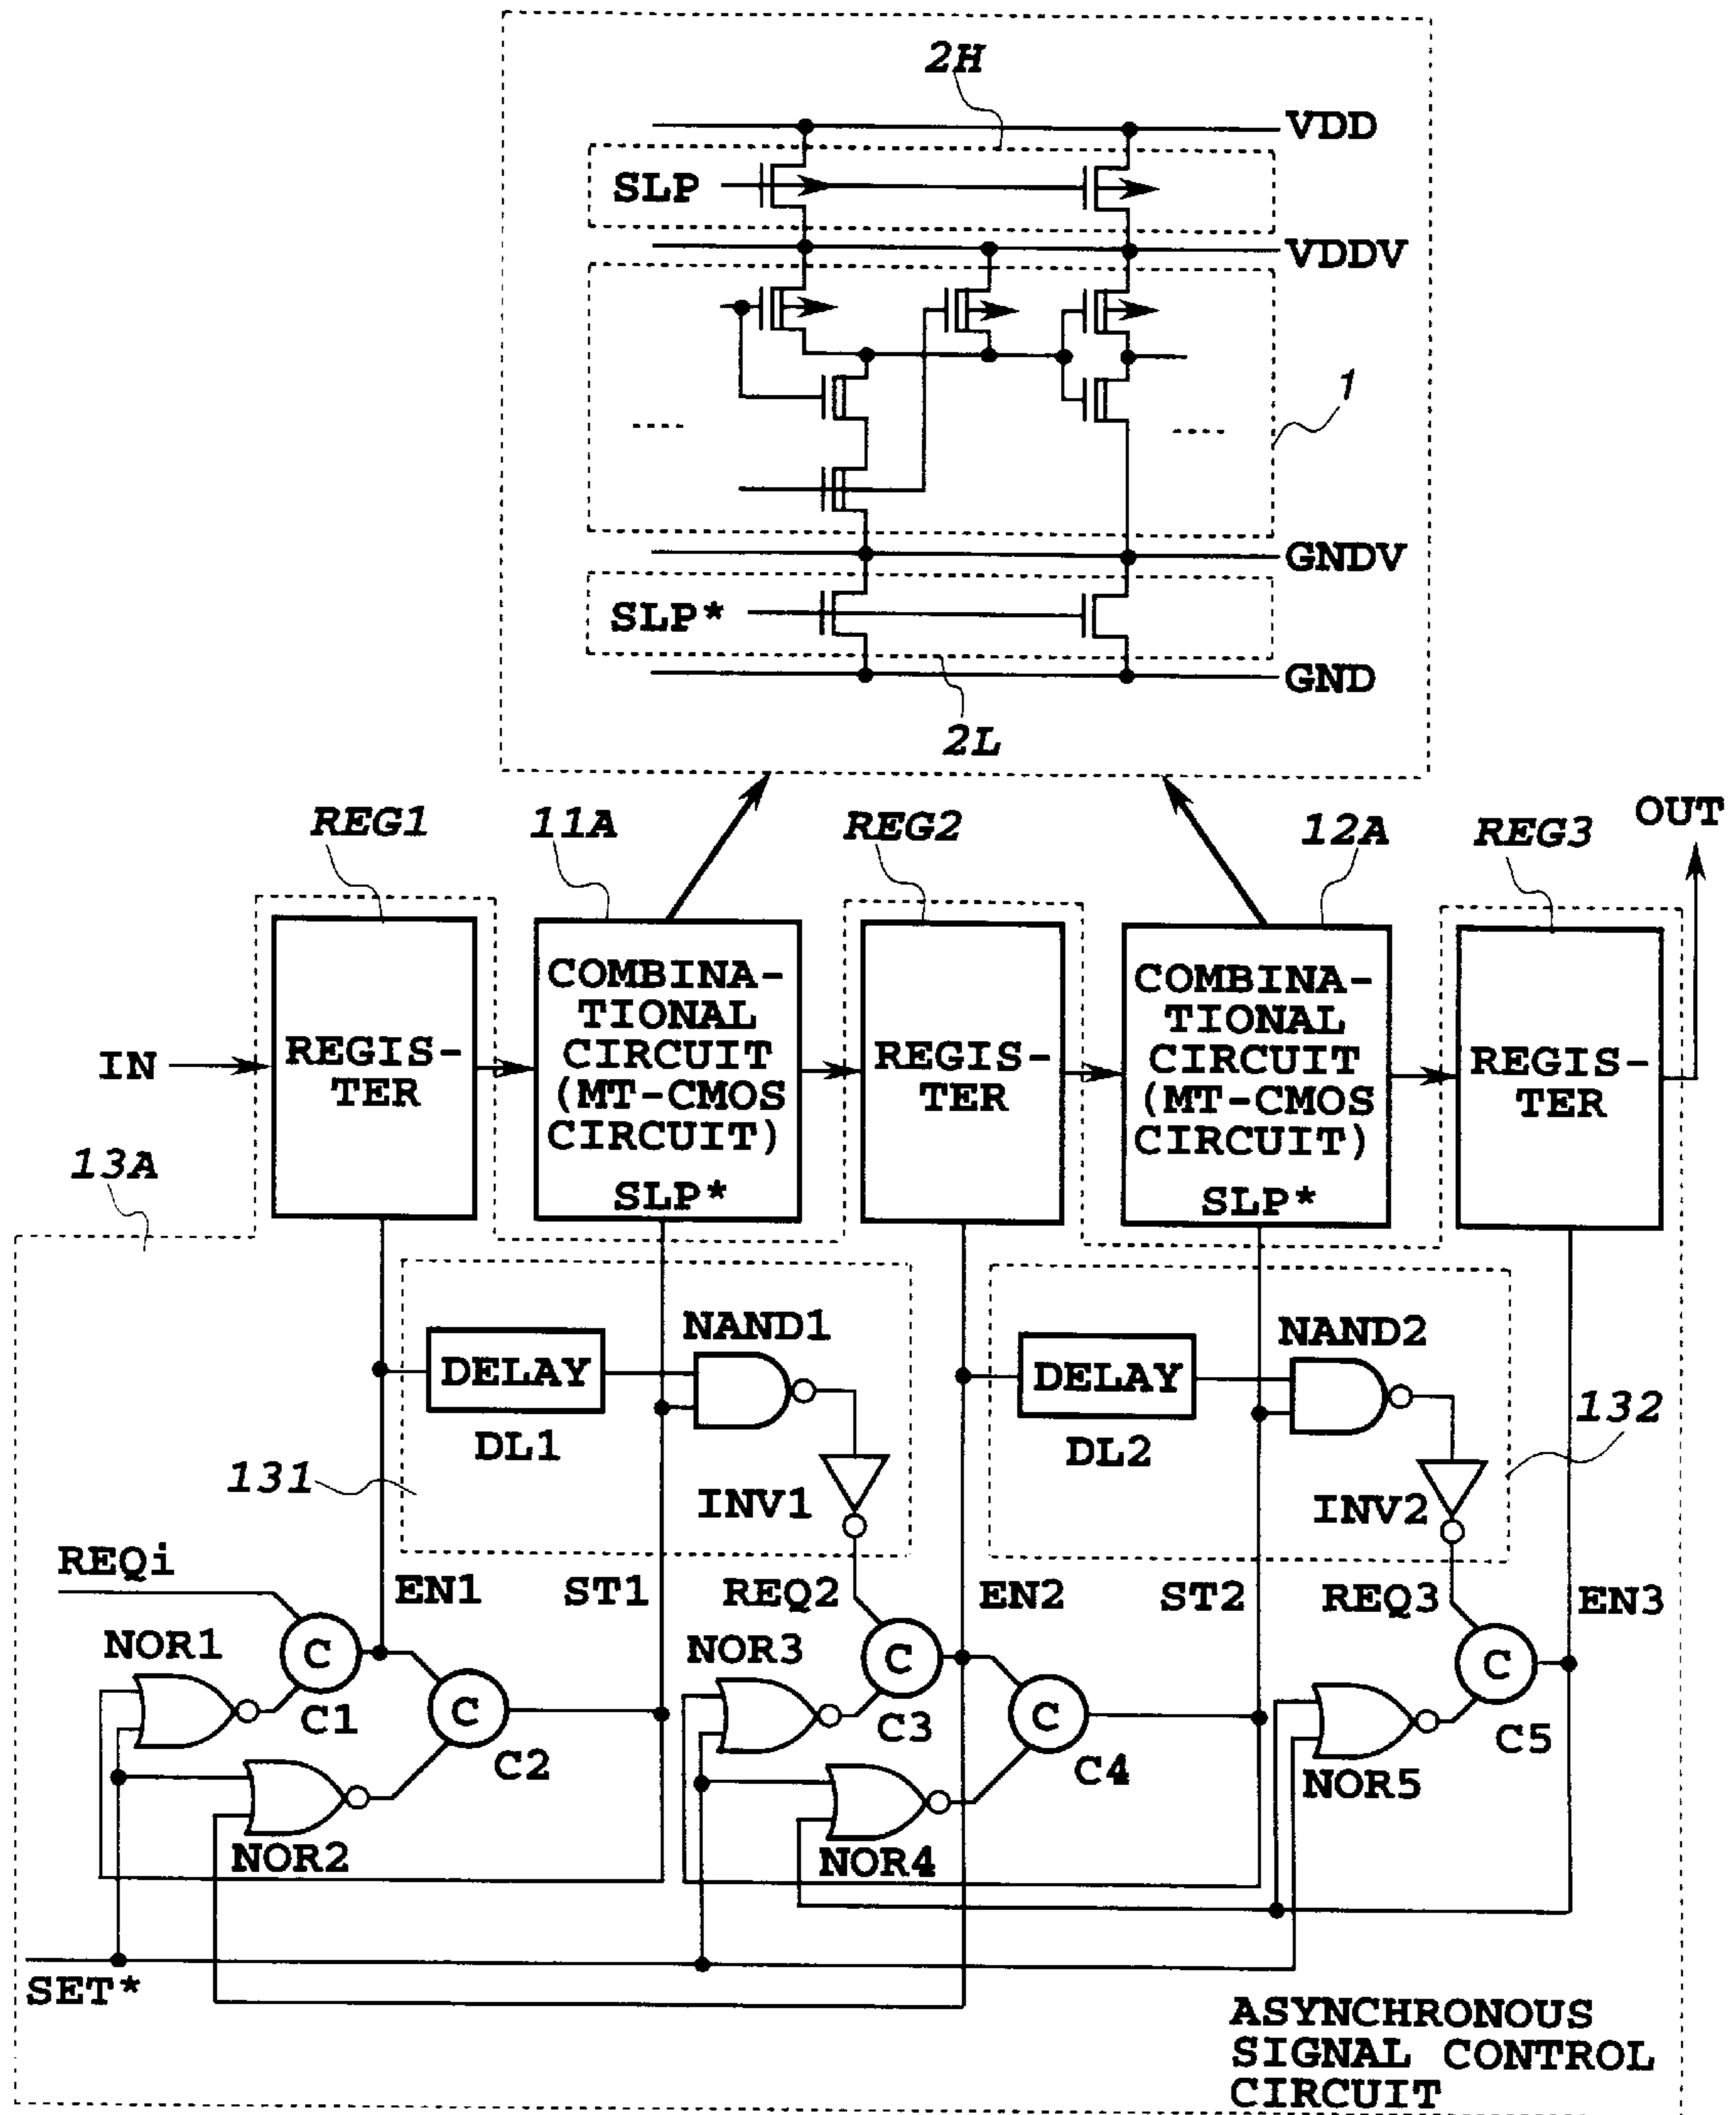 2H
VDD
SLP
VDDV
1
GNDV
SLP*
GND
2L
REG1
11A
REG2
12A
REG3
OUT
IN
REGIS-
TER
COMBINA-
TIONAL
CIRCUIT
(MT-CMOS
CIRCUIT)
SLP*
REGIS-
TER
COMBINA-
TIONAL
CIRCUIT
(MT-CMOS
CIRCUIT)
SLP*
REGIS-
TER
13A
DELAY
DL1
NAND1
INV1
131
DELAY
DL2
NAND2
INV2
132
REQi
EN1
ST1
REQ2
EN2
ST2
REQ3
EN3
NOR1
C
C1
C
C2
NOR2
NOR3
C
C3
C
C4
NOR4
C
C5
NOR5
SET*
ASYNCHRONOUS
SIGNAL CONTROL
CIRCUIT